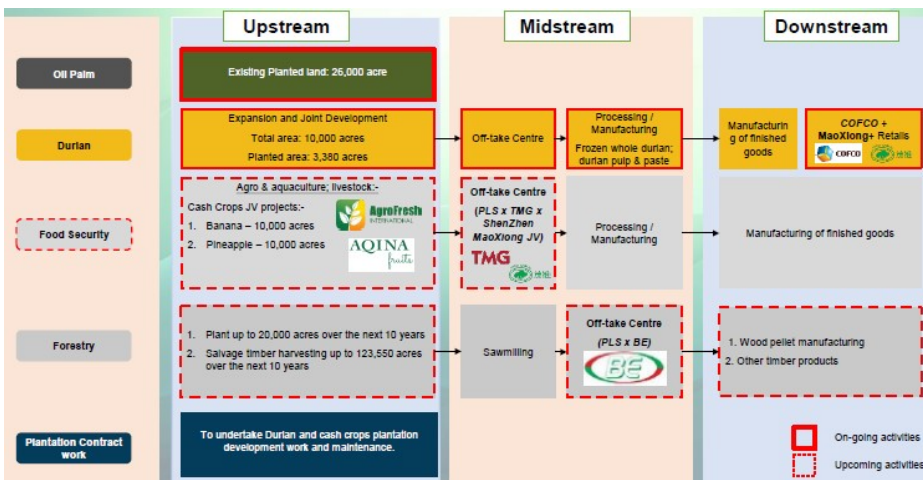 Upstream
Midstream
Downstream
Oil Palm
Existing Planted land: 26,000 acre
Durian
Expansion and Joint Development
Total area: 10,000 acres
Planted area: 3,380 acres
Off-take Centre
Processing /
Manufacturing
Frozen whole durian;
durian pulp & paste
Manufacturin
g of finished
goods
COFCO +
MaoXiong+ Retails
COFCO
Food Security
Agro & aquaculture; livestock:-
Cash Crops JV projects:-
1. Banana – 10,000 acres
2. Pineapple – 10,000 acres
AgroFresh
INTERNATIONAL
AQINA
fruits
Off-take Centre
(PLS x TMG x
ShenZhen
MaoXiong JV)
TMG
Processing /
Manufacturing
Manufacturing of finished goods
Forestry
1. Plant up to 20,000 acres over the next 10 years
2. Salvage timber harvesting up to 123,550 acres
over the next 10 years
Sawmilling
Off-take Centre
(PLS x BE)
BE
1. Wood pellet manufacturing
2. Other timber products
Plantation Contract
work
To undertake Durian and cash crops plantation
development work and maintenance.
On-going activities
Upcoming activities